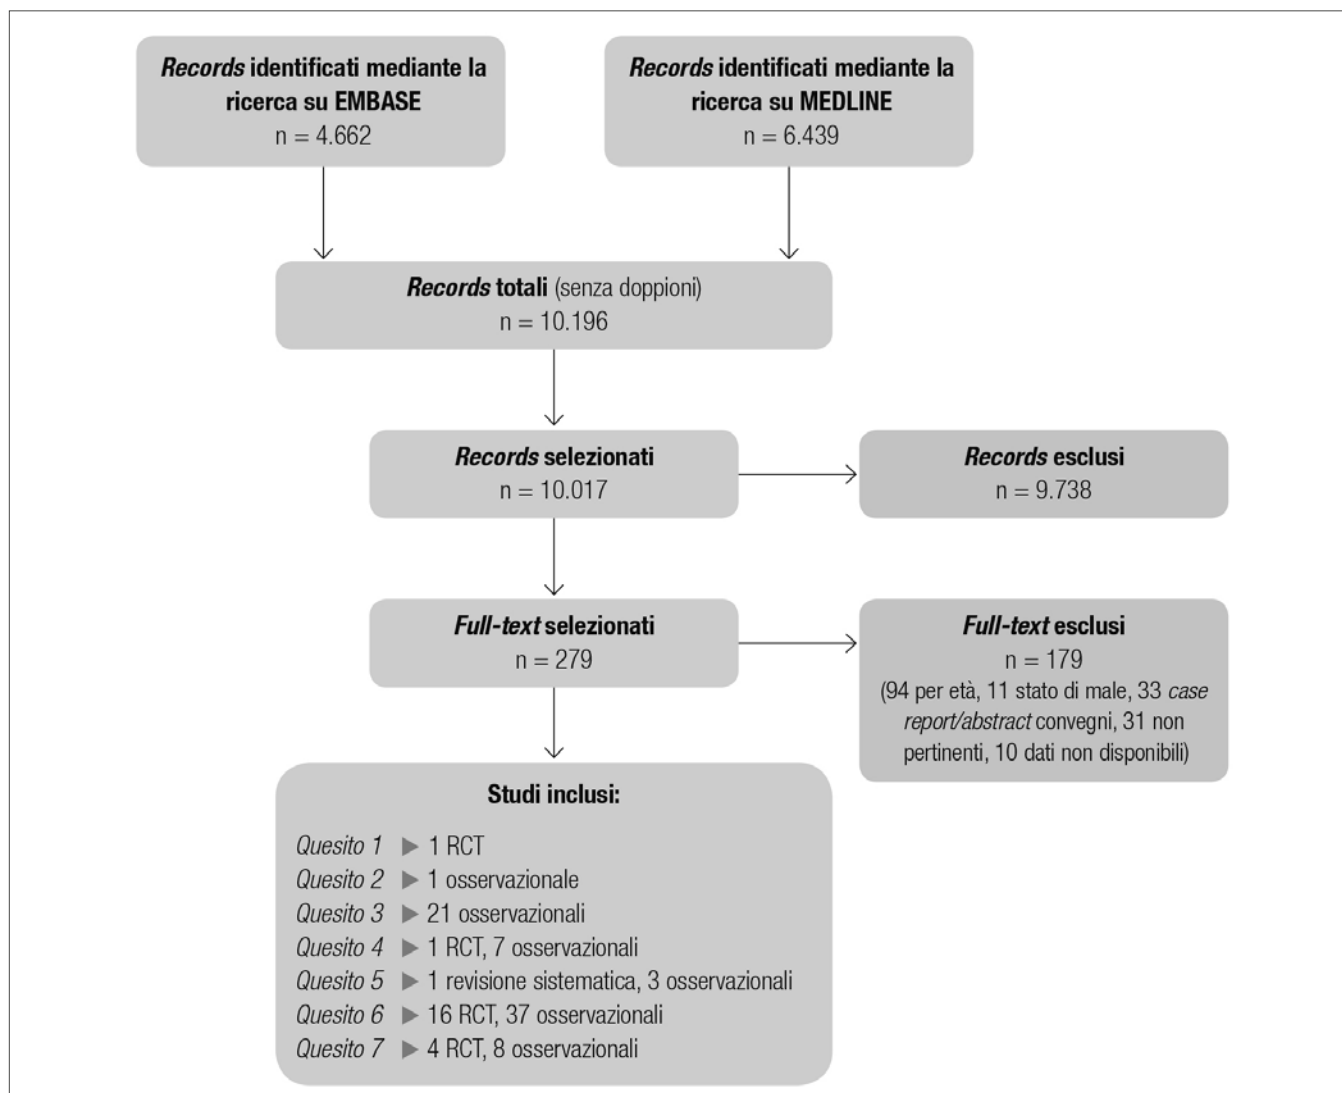 Records identificati mediante la
ricerca su EMBASE
n = 4.662
Records identificati mediante la
ricerca su MEDLINE
n = 6.439
Records totali (senza doppioni)
n = 10.196
Records selezionati
n = 10.017
Records esclusi
n = 9.738
Full-text selezionati
n = 279
Full-text esclusi
n = 179
(94 per età, 11 stato di male, 33 case
report/abstract convegni, 31 non
pertinenti, 10 dati non disponibili)
Studi inclusi:
Quesito 1 ▶ 1 RCT
Quesito 2 ▶ 1 osservazionale
Quesito 3 ▶ 21 osservazionali
Quesito 4 ▶ 1 RCT, 7 osservazionali
Quesito 5 ▶ 1 revisione sistematica, 3 osservazionali
Quesito 6 ▶ 16 RCT, 37 osservazionali
Quesito 7 ▶ 4 RCT, 8 osservazionali